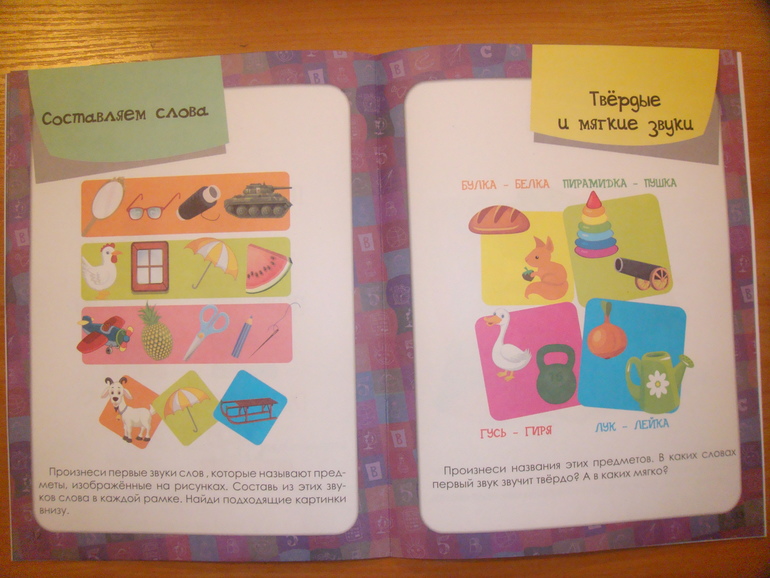 Составляем слова
Произнеси первые звуки слов , которые называют пред-
меты, изображённые на рисунках. Составь из этих зву-
ков слова в каждой рамке. Найди подходящие картинки
внизу.
Твёрдые
и мягкие звуки
БУЛКА - БЕЛКА ПИРАМИДКА - ПУШКА
16
ГУСЬ - ГИРЯ ЛУК - ЛЕЙКА
Произнеси названия этих предметов. В каких словах
первый звук звучит твёрдо? А в каких мягко?